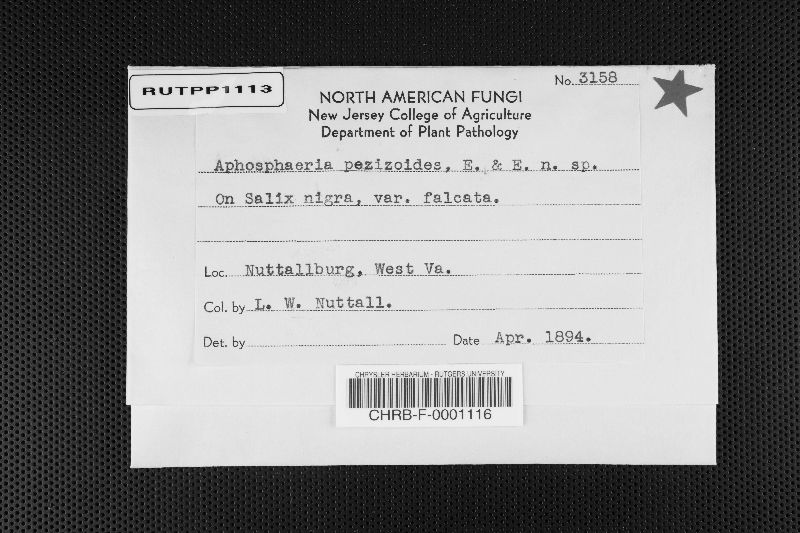 RUTPP1113
No. 3158
NORTH AMERICAN FUNGI
New Jersey College of Agriculture
Department of Plant Pathology
Aphosphaeria pezizoides, E. & E. n. sp.
On Salix nigra, var. falcata.
Loc. Nuttallburg, West Va.
Col. by L. W. Nuttall.
Det. by Date Apr. 1894.
CHRYSLER HERBARIUM - RUTGERS UNIVERSITY
CHRB-F-0001116